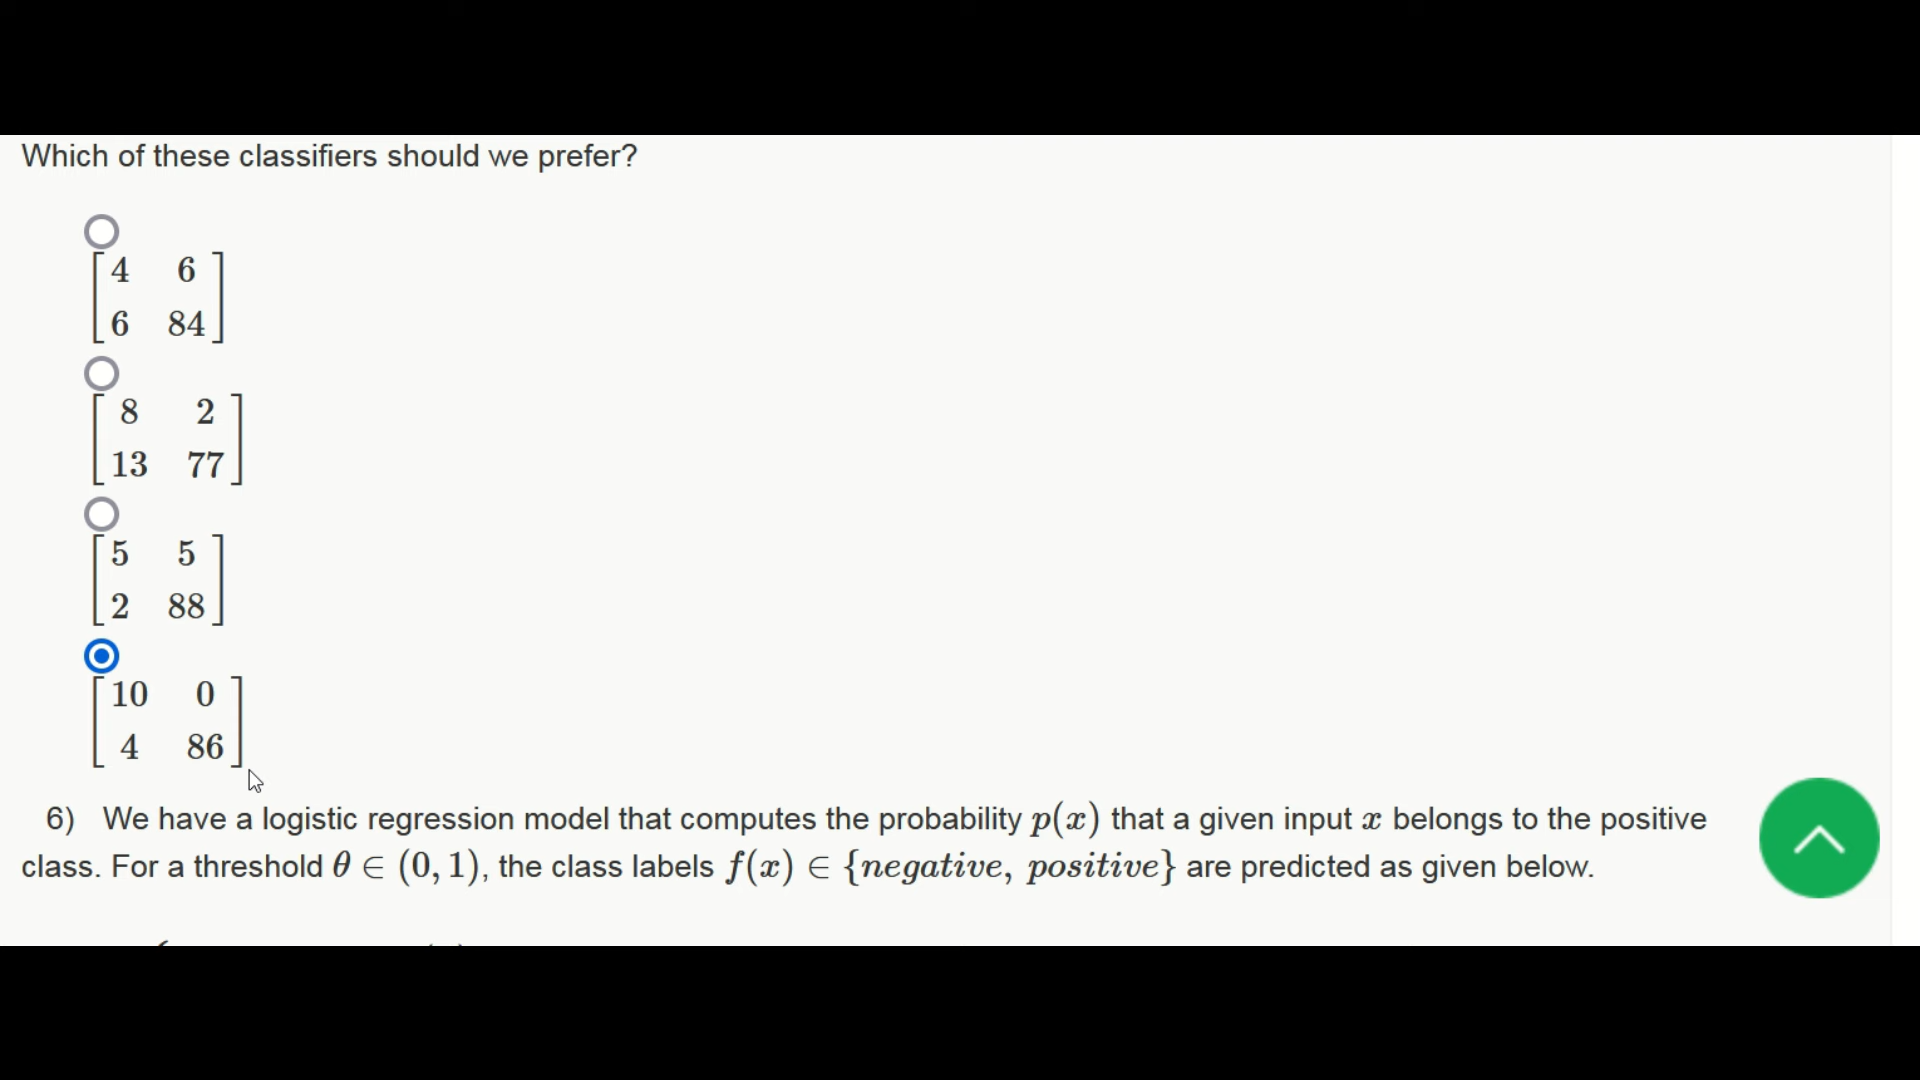 Which of these classifiers should we prefer?
4 6
6 84
8 2
13 77
5 5
2 88
10 0
4 86
6) We have a logistic regression model that computes the probability p(x) that a given input x belongs to the positive
class. For a threshold θ ∈ (0, 1), the class labels f(x) ∈ {negative, positive} are predicted as given below.